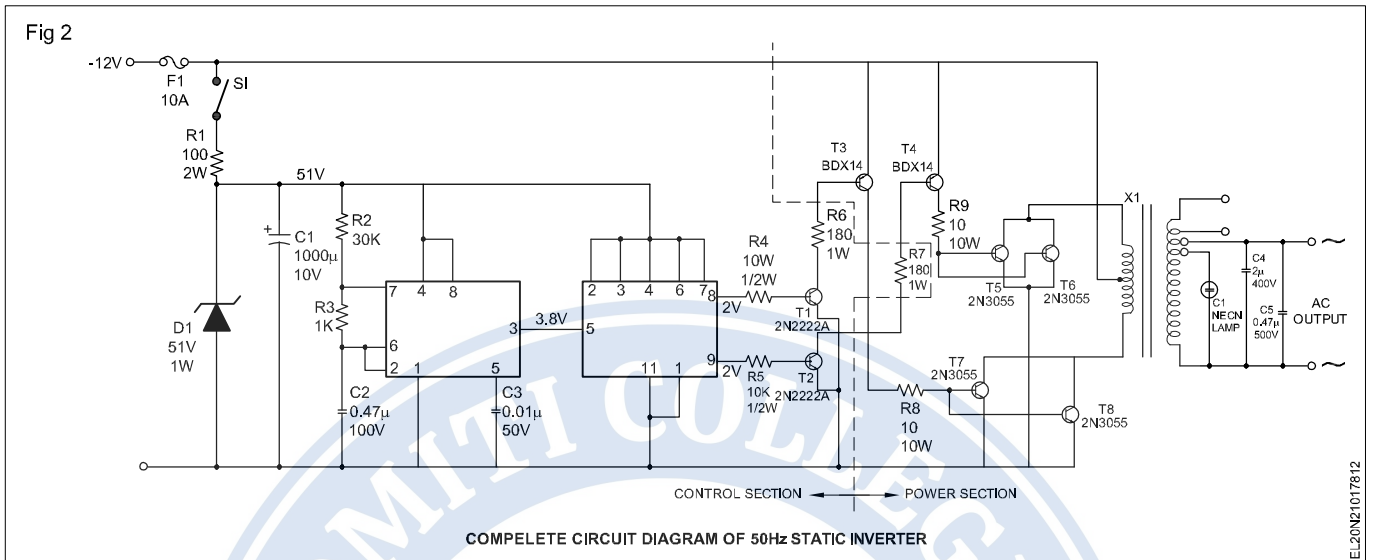 Fig 2
-12V
F1
10A
SI
R1
100
2W
51V
D1
51V
1W
+
C1
1000μ
10V
R2
30K
R3
1K
C2
0.47μ
100V
7
4
8
6
2
1
5
3
C3
0.01μ
50V
3.8V
2
3
4
6
7
5
8
9
11
1
2V
2V
R4
10W
1/2W
R5
10K
1/2W
T1
2N2222A
T2
2N2222A
R6
180
1W
R7
180
1W
T3
BDX14
T4
BDX14
R9
10
10W
T5
2N3055
T6
2N3055
T7
2N3055
T8
2N3055
R8
10
10W
X1
C1
NECN
LAMP
C4
2μ
400V
C5
0.47μ
500V
AC
OUTPUT
CONTROL SECTION
POWER SECTION
COMPELETE CIRCUIT DIAGRAM OF 50Hz STATIC INVERTER
EL20N21017812
MITI COLLEG